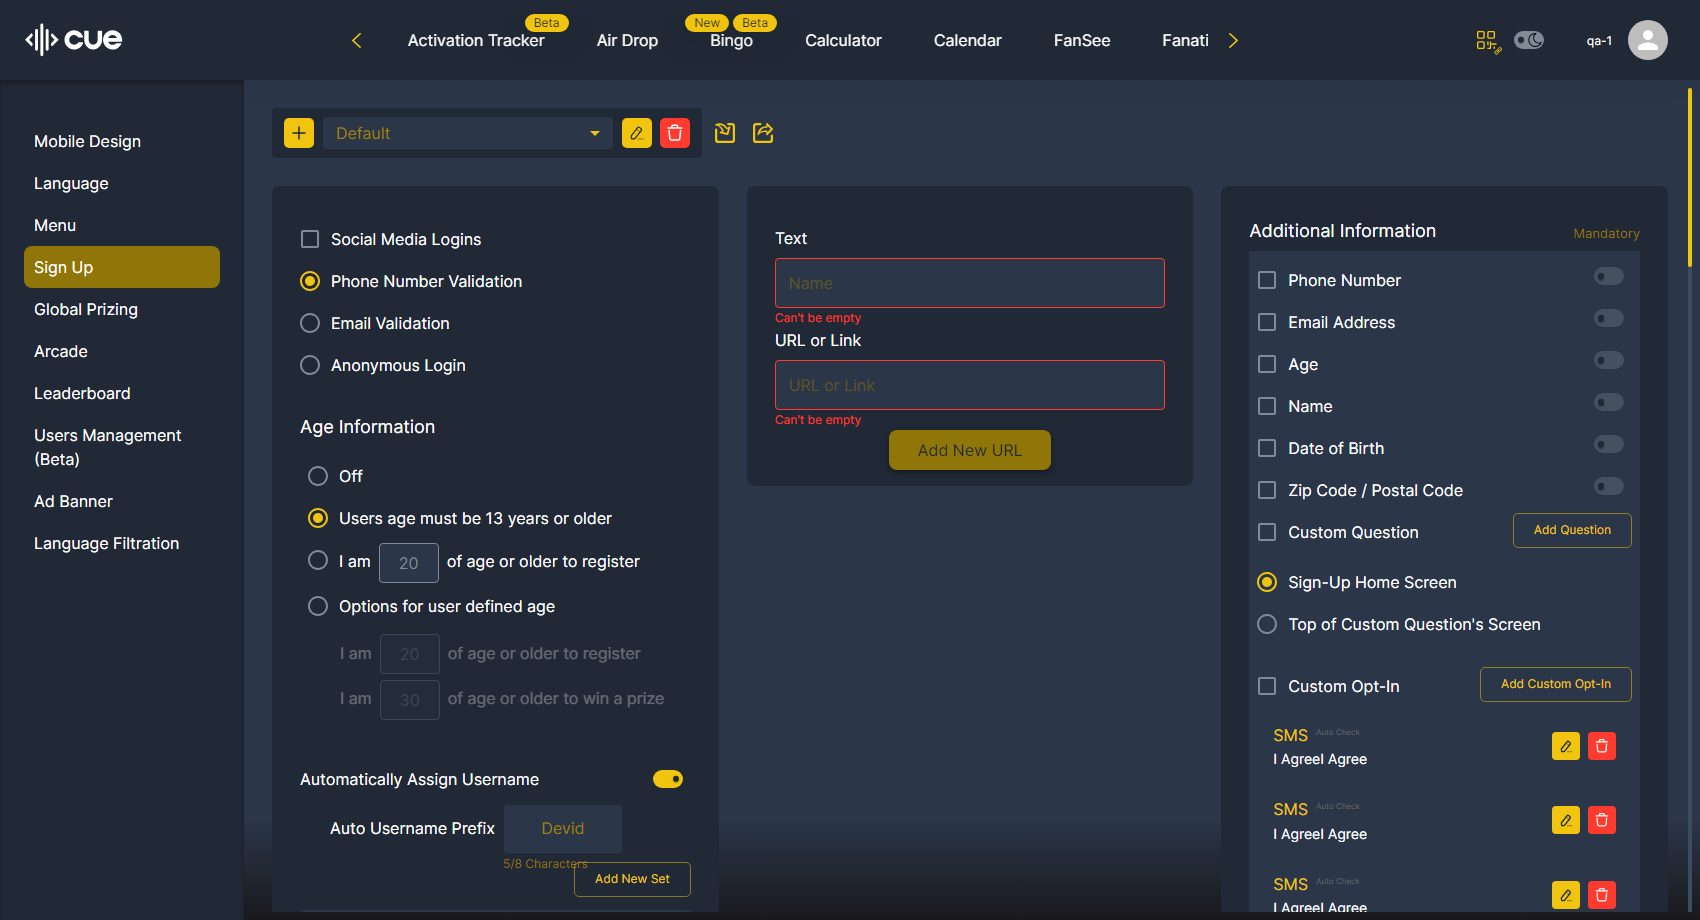 cue
Activation Tracker
Beta
Air Drop
New
Beta
Bingo
Calculator
Calendar
FanSee
Fanati
qa-1
Mobile Design
Language
Menu
Sign Up
Global Prizing
Arcade
Leaderboard
Users Management
(Beta)
Ad Banner
Language Filtration
Default
Social Media Logins
Phone Number Validation
Email Validation
Anonymous Login
Age Information
Off
Users age must be 13 years or older
I am 20 of age or older to register
Options for user defined age
I am 20 of age or older to register
I am 30 of age or older to win a prize
Automatically Assign Username
Auto Username Prefix Devid
5/8 Characters
Add New Set
Text
Name
Can't be empty
URL or Link
URL or Link
Can't be empty
Add New URL
Additional Information Mandatory
Phone Number
Email Address
Age
Name
Date of Birth
Zip Code / Postal Code
Custom Question Add Question
Sign-Up Home Screen
Top of Custom Question's Screen
Custom Opt-In Add Custom Opt-In
SMS Auto Check
I AgreeI Agree
SMS Auto Check
I AgreeI Agree
SMS Auto Check
I AgreeI Agree